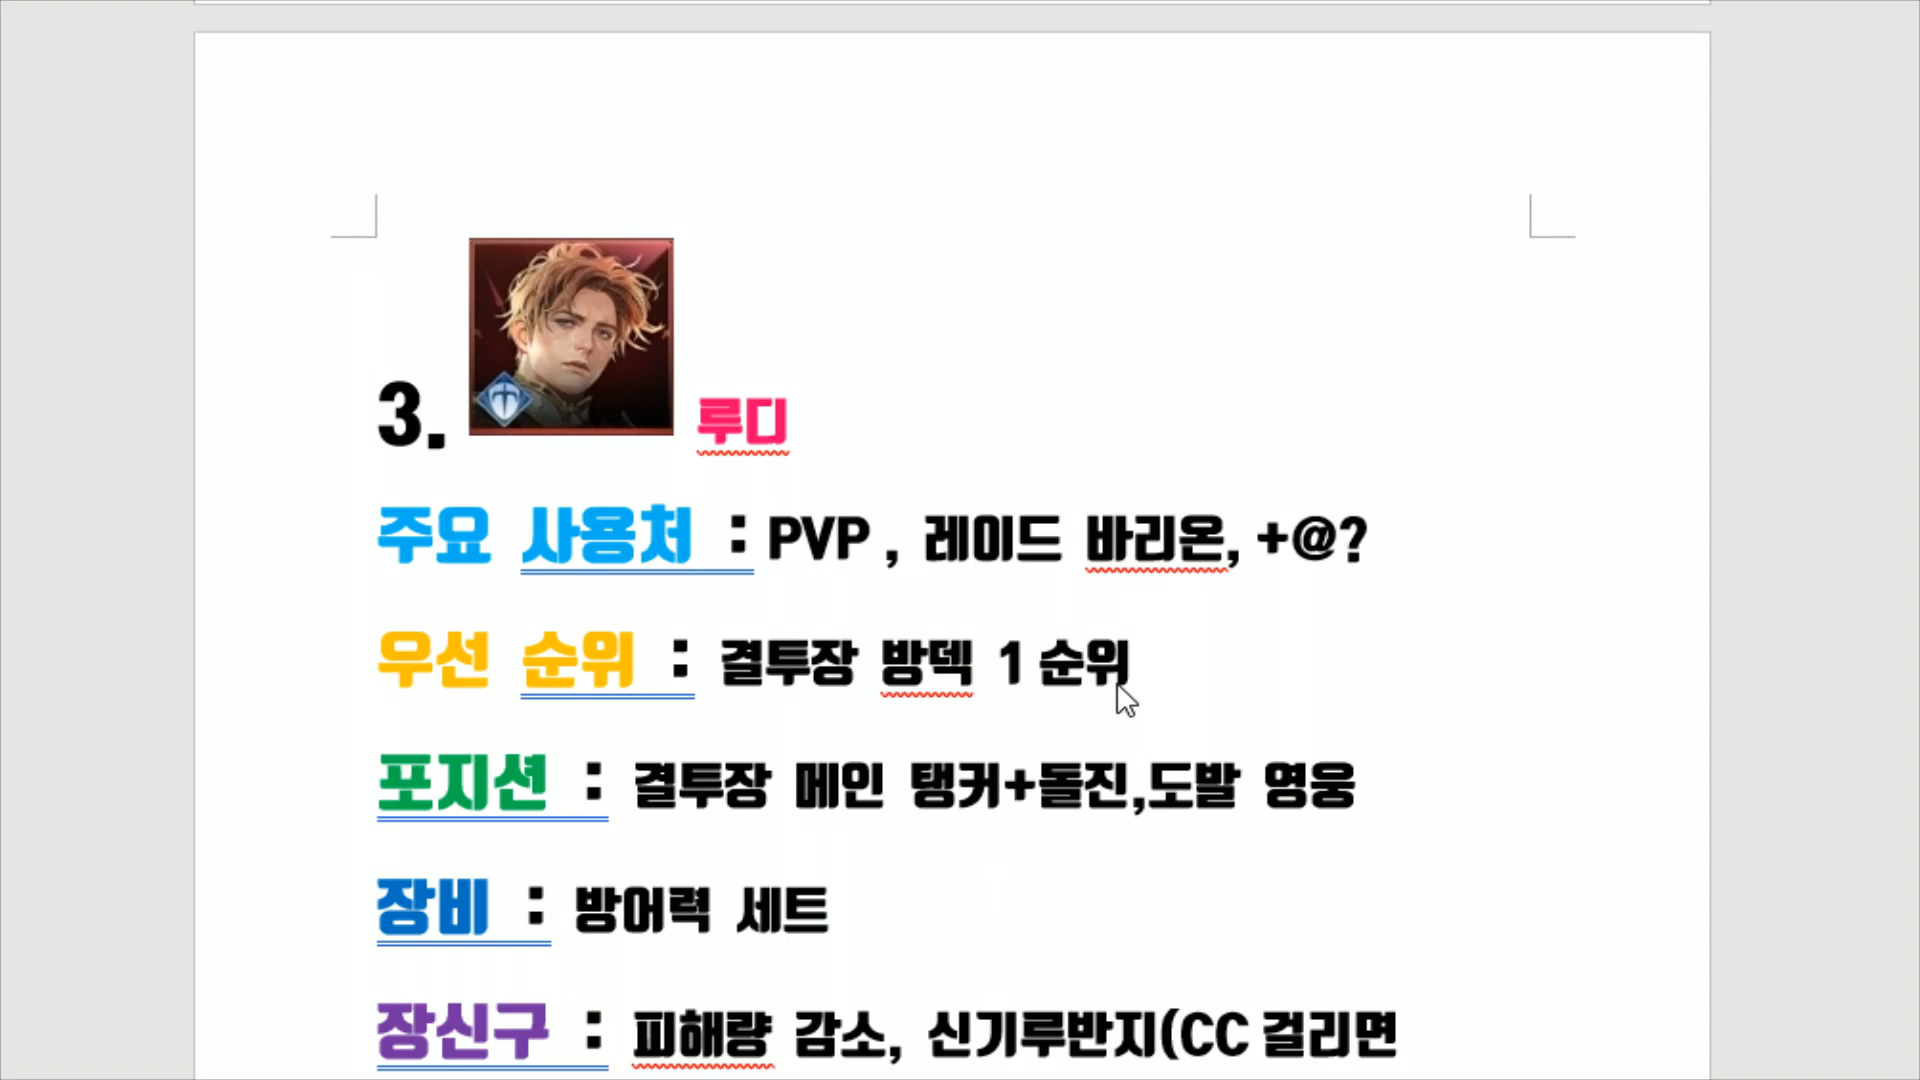 3. 루디
주요 사용처 : PVP , 레이드 바리온, +@?
우선 순위 : 결투장 방덱 1순위
포지션 : 결투장 메인 탱커+돌진,도발 영웅
장비 : 방어력 세트
장신구 : 피해량 감소, 신기루반지(CC 걸리면